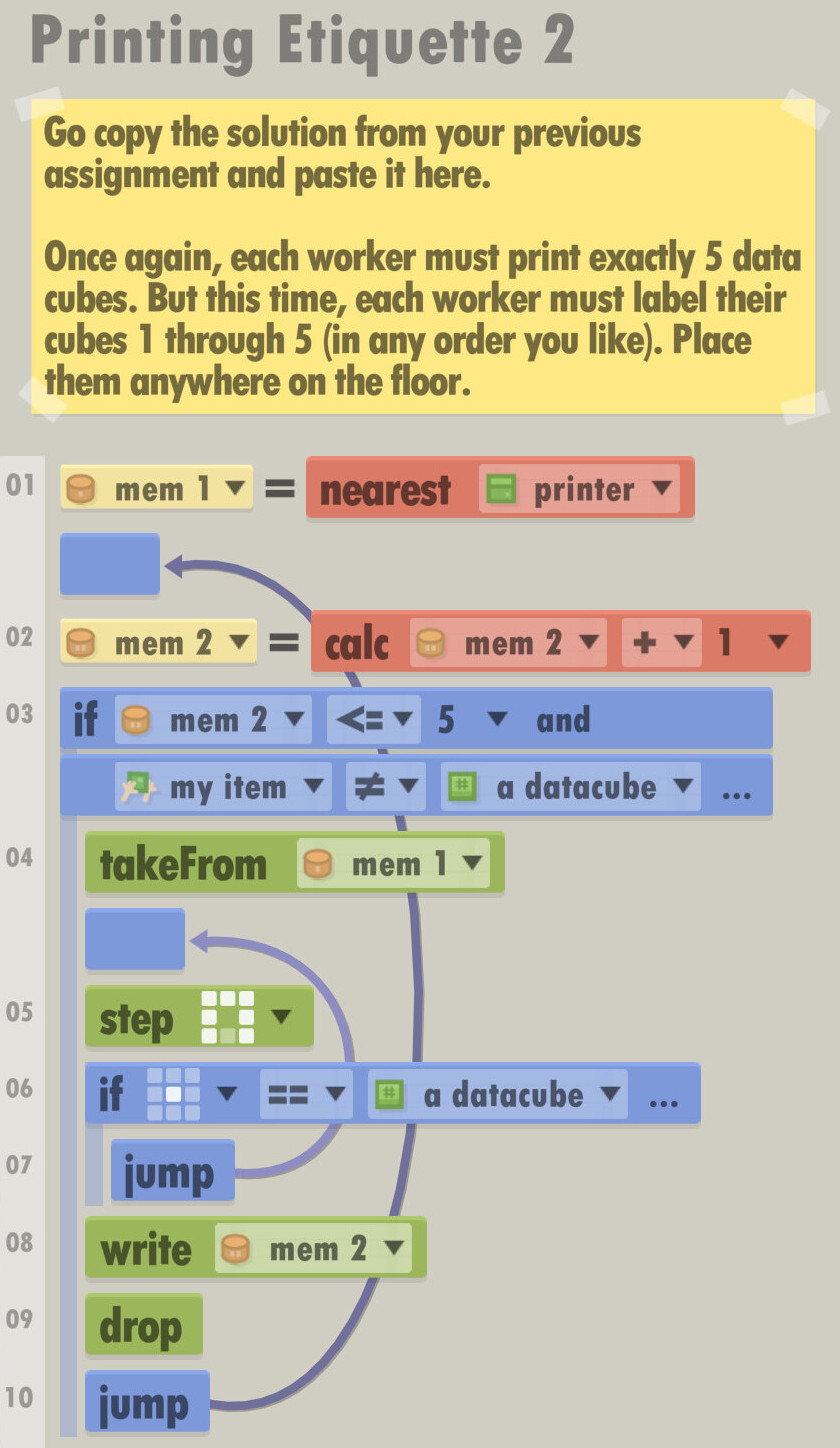 Printing Etiquette 2
Go copy the solution from your previous
assignment and paste it here.
Once again, each worker must print exactly 5 data
cubes. But this time, each worker must label their
cubes 1 through 5 (in any order you like). Place
them anywhere on the floor.
01 mem 1 = nearest printer
02 mem 2 = calc mem 2 + 1
03 if mem 2 <= 5 and
my item ≠ a datacube ...
04 takeFrom mem 1
05 step
06 if == a datacube ...
07 jump
08 write mem 2
09 drop
10 jump